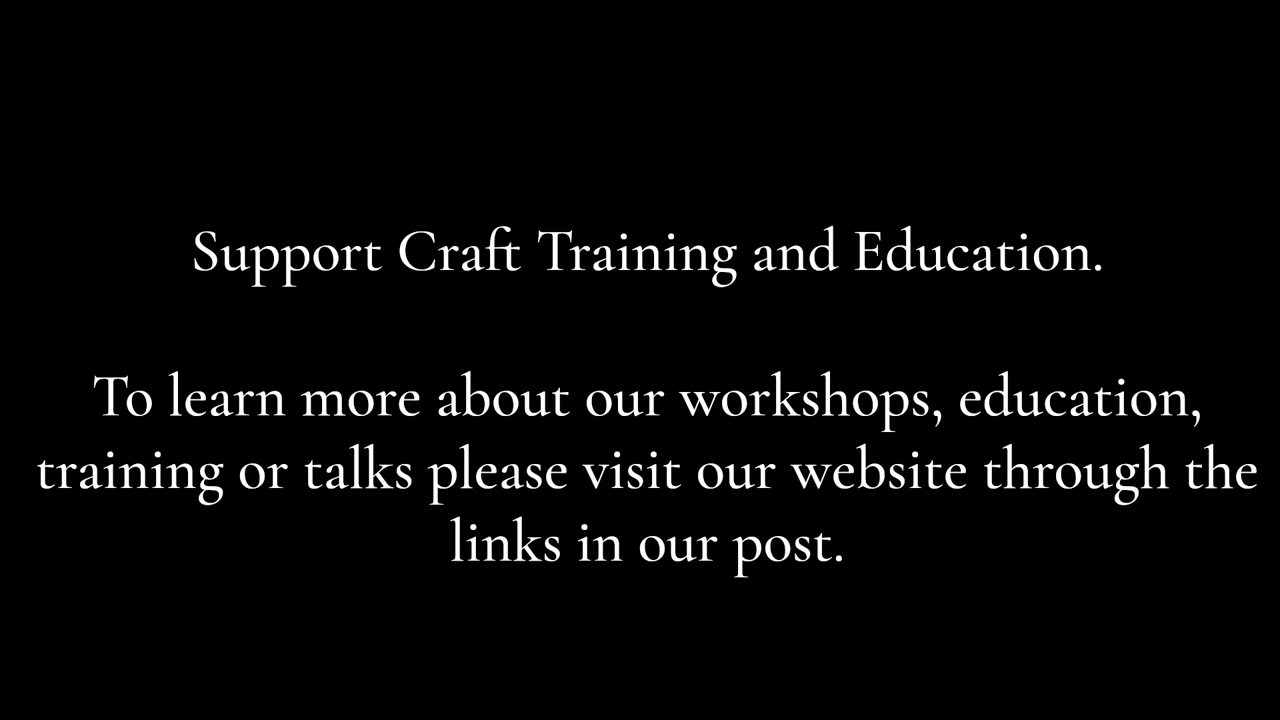 Support Craft Training and Education.
To learn more about our workshops, education,
training or talks please visit our website through the
links in our post.